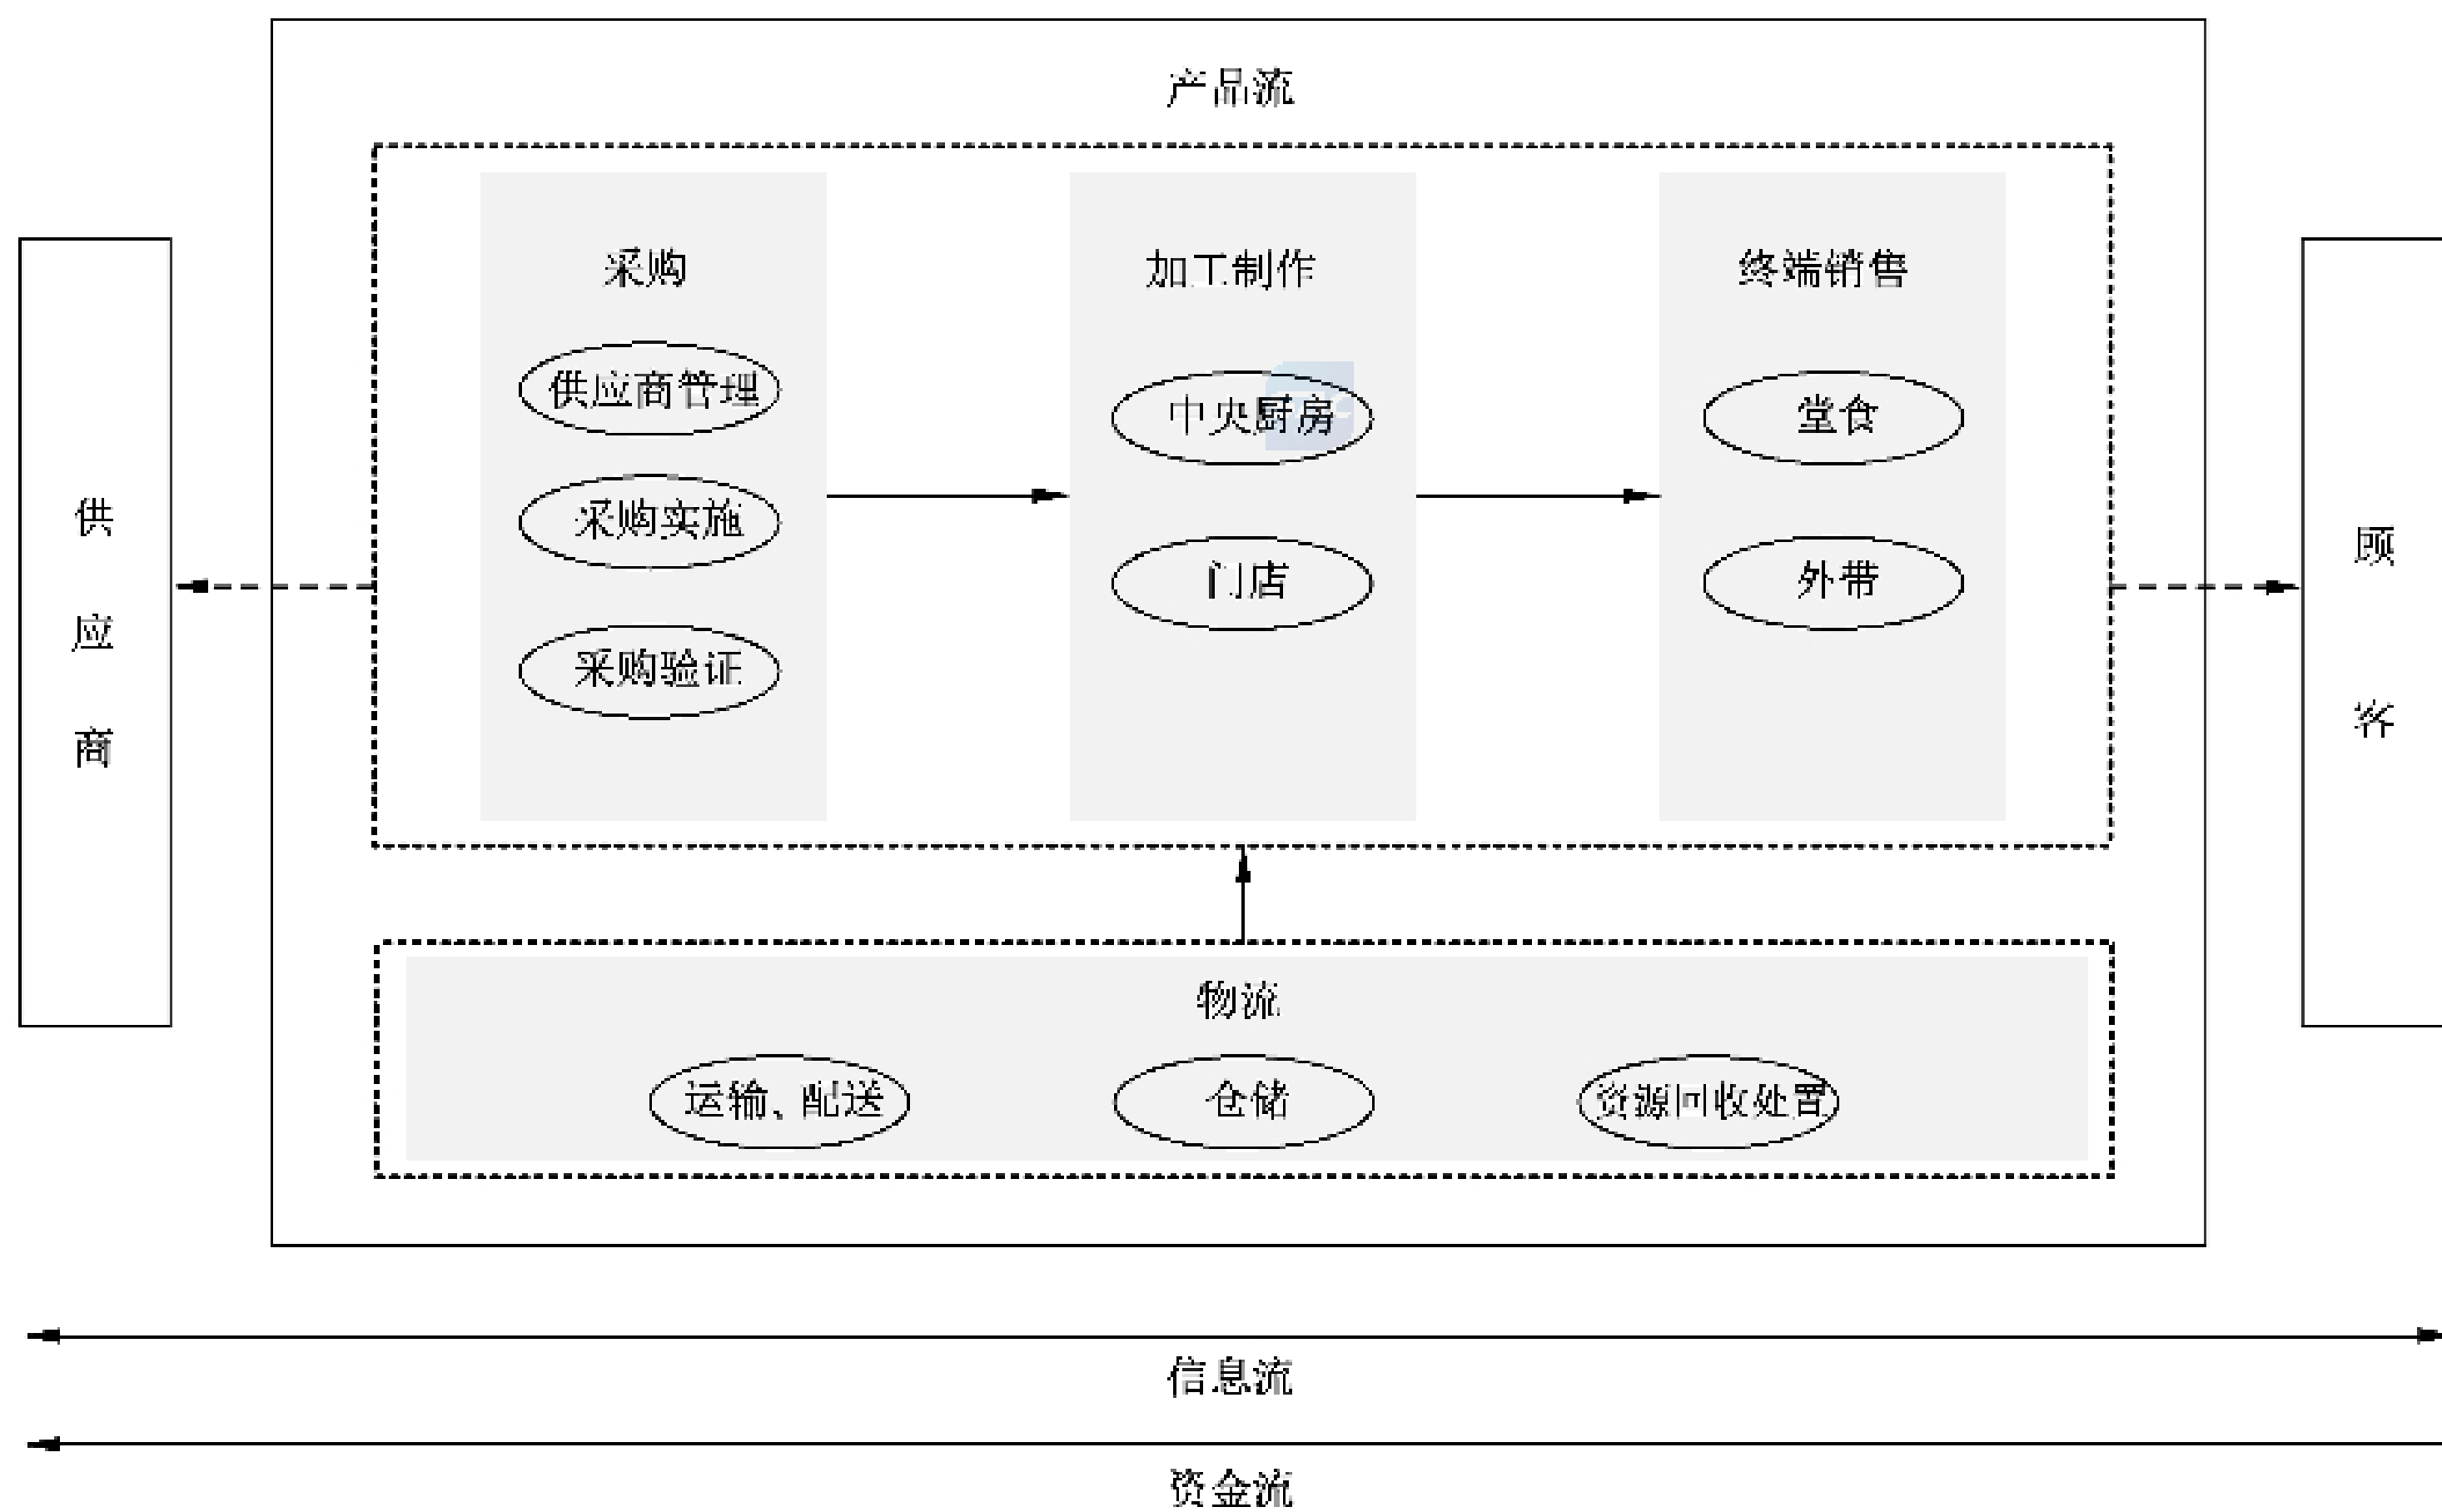 产品流
采购
供应商管理
采购实施
采购验证
加工制作
中央厨房
门店
终端销售
堂食
外带
供应商
顾客
物流
运输、配送
仓储
资源回收处置
信息流
资金流